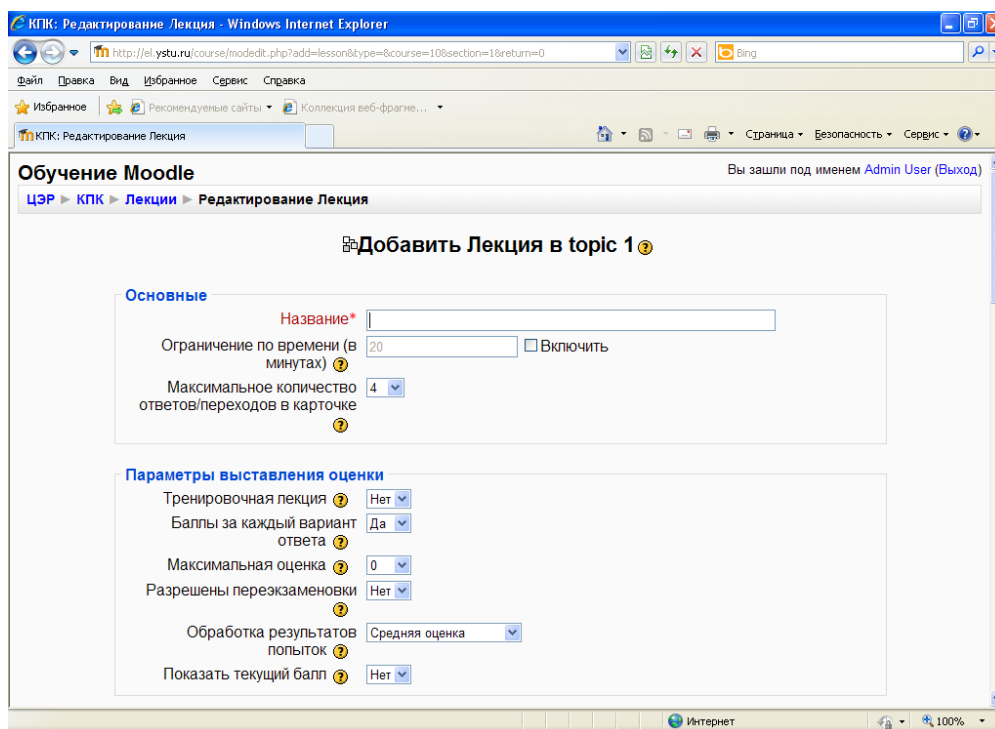 КПК: Редактирование Лекция - Windows Internet Explorer
http://el.ystu.ru/course/modedit.php?add=lesson&type=&course=10&section=1&return=0
Bing
Файл Правка Вид Избранное Сервис Справка
Избранное Рекомендуемые сайты Коллекция веб-фрагме...
КПК: Редактирование Лекция
Страница Безопасность Сервис
Обучение Moodle
Вы зашли под именем Admin User (Выход)
ЦЭР ► КПК ► Лекции ► Редактирование Лекция
Добавить Лекция в topic 1
Основные
Название*
Ограничение по времени (в
минутах)
20
Включить
Максимальное количество
ответов/переходов в карточке
4
Параметры выставления оценки
Тренировочная лекция Нет
Баллы за каждый вариант
ответа
Да
Максимальная оценка 0
Разрешены переэкзаменовки Нет
Обработка результатов
попыток
Средняя оценка
Показать текущий балл Нет
Интернет
100%